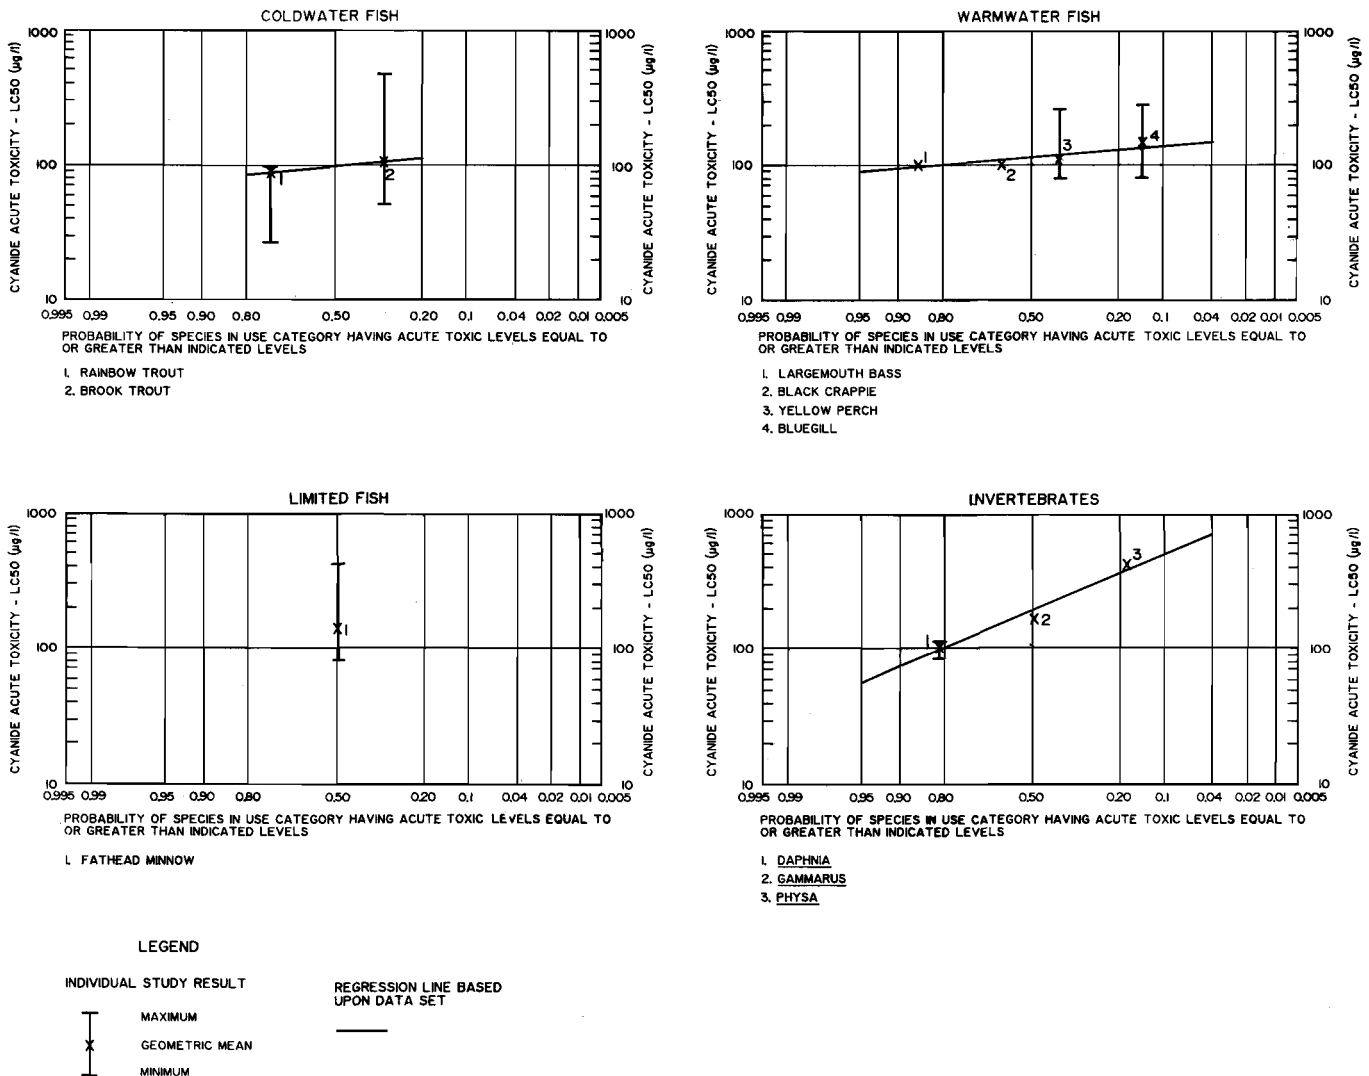 COLDWATER FISH
CYANIDE ACUTE TOXICITY - LC50 (µg/l)
1000
100
10
1000
100
10
CYANIDE ACUTE TOXICITY - LC50 (µg/l)
1
2
0.995 0.99 0.95 0.90 0.80 0.50 0.20 0.1 0.04 0.02 0.01 0.005
PROBABILITY OF SPECIES IN USE CATEGORY HAVING ACUTE TOXIC LEVELS EQUAL TO
OR GREATER THAN INDICATED LEVELS
1. RAINBOW TROUT
2. BROOK TROUT
WARMWATER FISH
CYANIDE ACUTE TOXICITY - LC50 (µg/l)
1000
100
10
1000
100
10
CYANIDE ACUTE TOXICITY - LC50 (µg/l)
1
2
3
4
0.995 0.99 0.95 0.90 0.80 0.50 0.20 0.1 0.04 0.02 0.01 0.005
PROBABILITY OF SPECIES IN USE CATEGORY HAVING ACUTE TOXIC LEVELS EQUAL TO
OR GREATER THAN INDICATED LEVELS
1. LARGEMOUTH BASS
2. BLACK CRAPPIE
3. YELLOW PERCH
4. BLUEGILL
LIMITED FISH
CYANIDE ACUTE TOXICITY - LC50 (µg/l)
1000
100
10
1000
100
10
CYANIDE ACUTE TOXICITY - LC50 (µg/l)
1
0.995 0.99 0.95 0.90 0.80 0.50 0.20 0.1 0.04 0.02 0.01 0.005
PROBABILITY OF SPECIES IN USE CATEGORY HAVING ACUTE TOXIC LEVELS EQUAL TO
OR GREATER THAN INDICATED LEVELS
1. FATHEAD MINNOW
INVERTEBRATES
CYANIDE ACUTE TOXICITY - LC50 (µg/l)
1000
100
10
1000
100
10
CYANIDE ACUTE TOXICITY - LC50 (µg/l)
1
2
3
0.995 0.99 0.95 0.90 0.80 0.50 0.20 0.1 0.04 0.02 0.01 0.005
PROBABILITY OF SPECIES IN USE CATEGORY HAVING ACUTE TOXIC LEVELS EQUAL TO
OR GREATER THAN INDICATED LEVELS
1. DAPHNIA
2. GAMMARUS
3. PHYSA
LEGEND
INDIVIDUAL STUDY RESULT
MAXIMUM
GEOMETRIC MEAN
MINIMUM
REGRESSION LINE BASED
UPON DATA SET